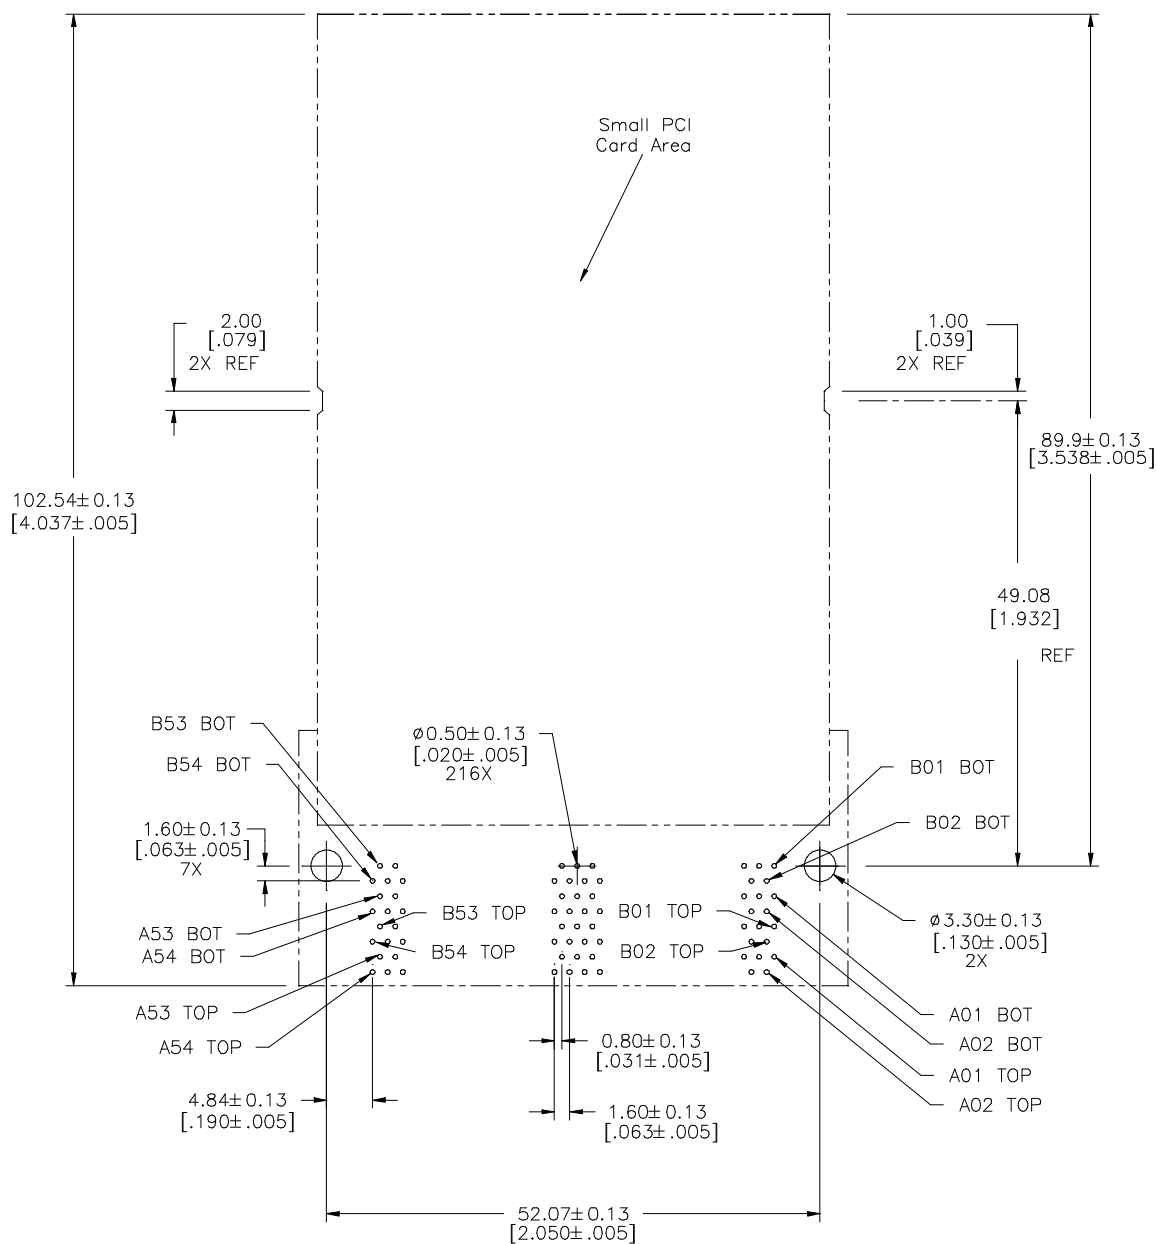 Small PCI
Card Area
2.00
[.079]
2X REF
1.00
[.039]
2X REF
89.9±0.13
[3.538±.005]
102.54±0.13
[4.037±.005]
49.08
[1.932]
REF
B53 BOT
B54 BOT
ø0.50±0.13
[.020±.005]
216X
B01 BOT
B02 BOT
1.60±0.13
[.063±.005]
7X
A53 BOT
A54 BOT
B53 TOP
B54 TOP
B01 TOP
B02 TOP
ø3.30±0.13
[.130±.005]
2X
A53 TOP
A54 TOP
A01 BOT
A02 BOT
A01 TOP
A02 TOP
0.80±0.13
[.031±.005]
4.84±0.13
[.190±.005]
1.60±0.13
[.063±.005]
52.07±0.13
[2.050±.005]